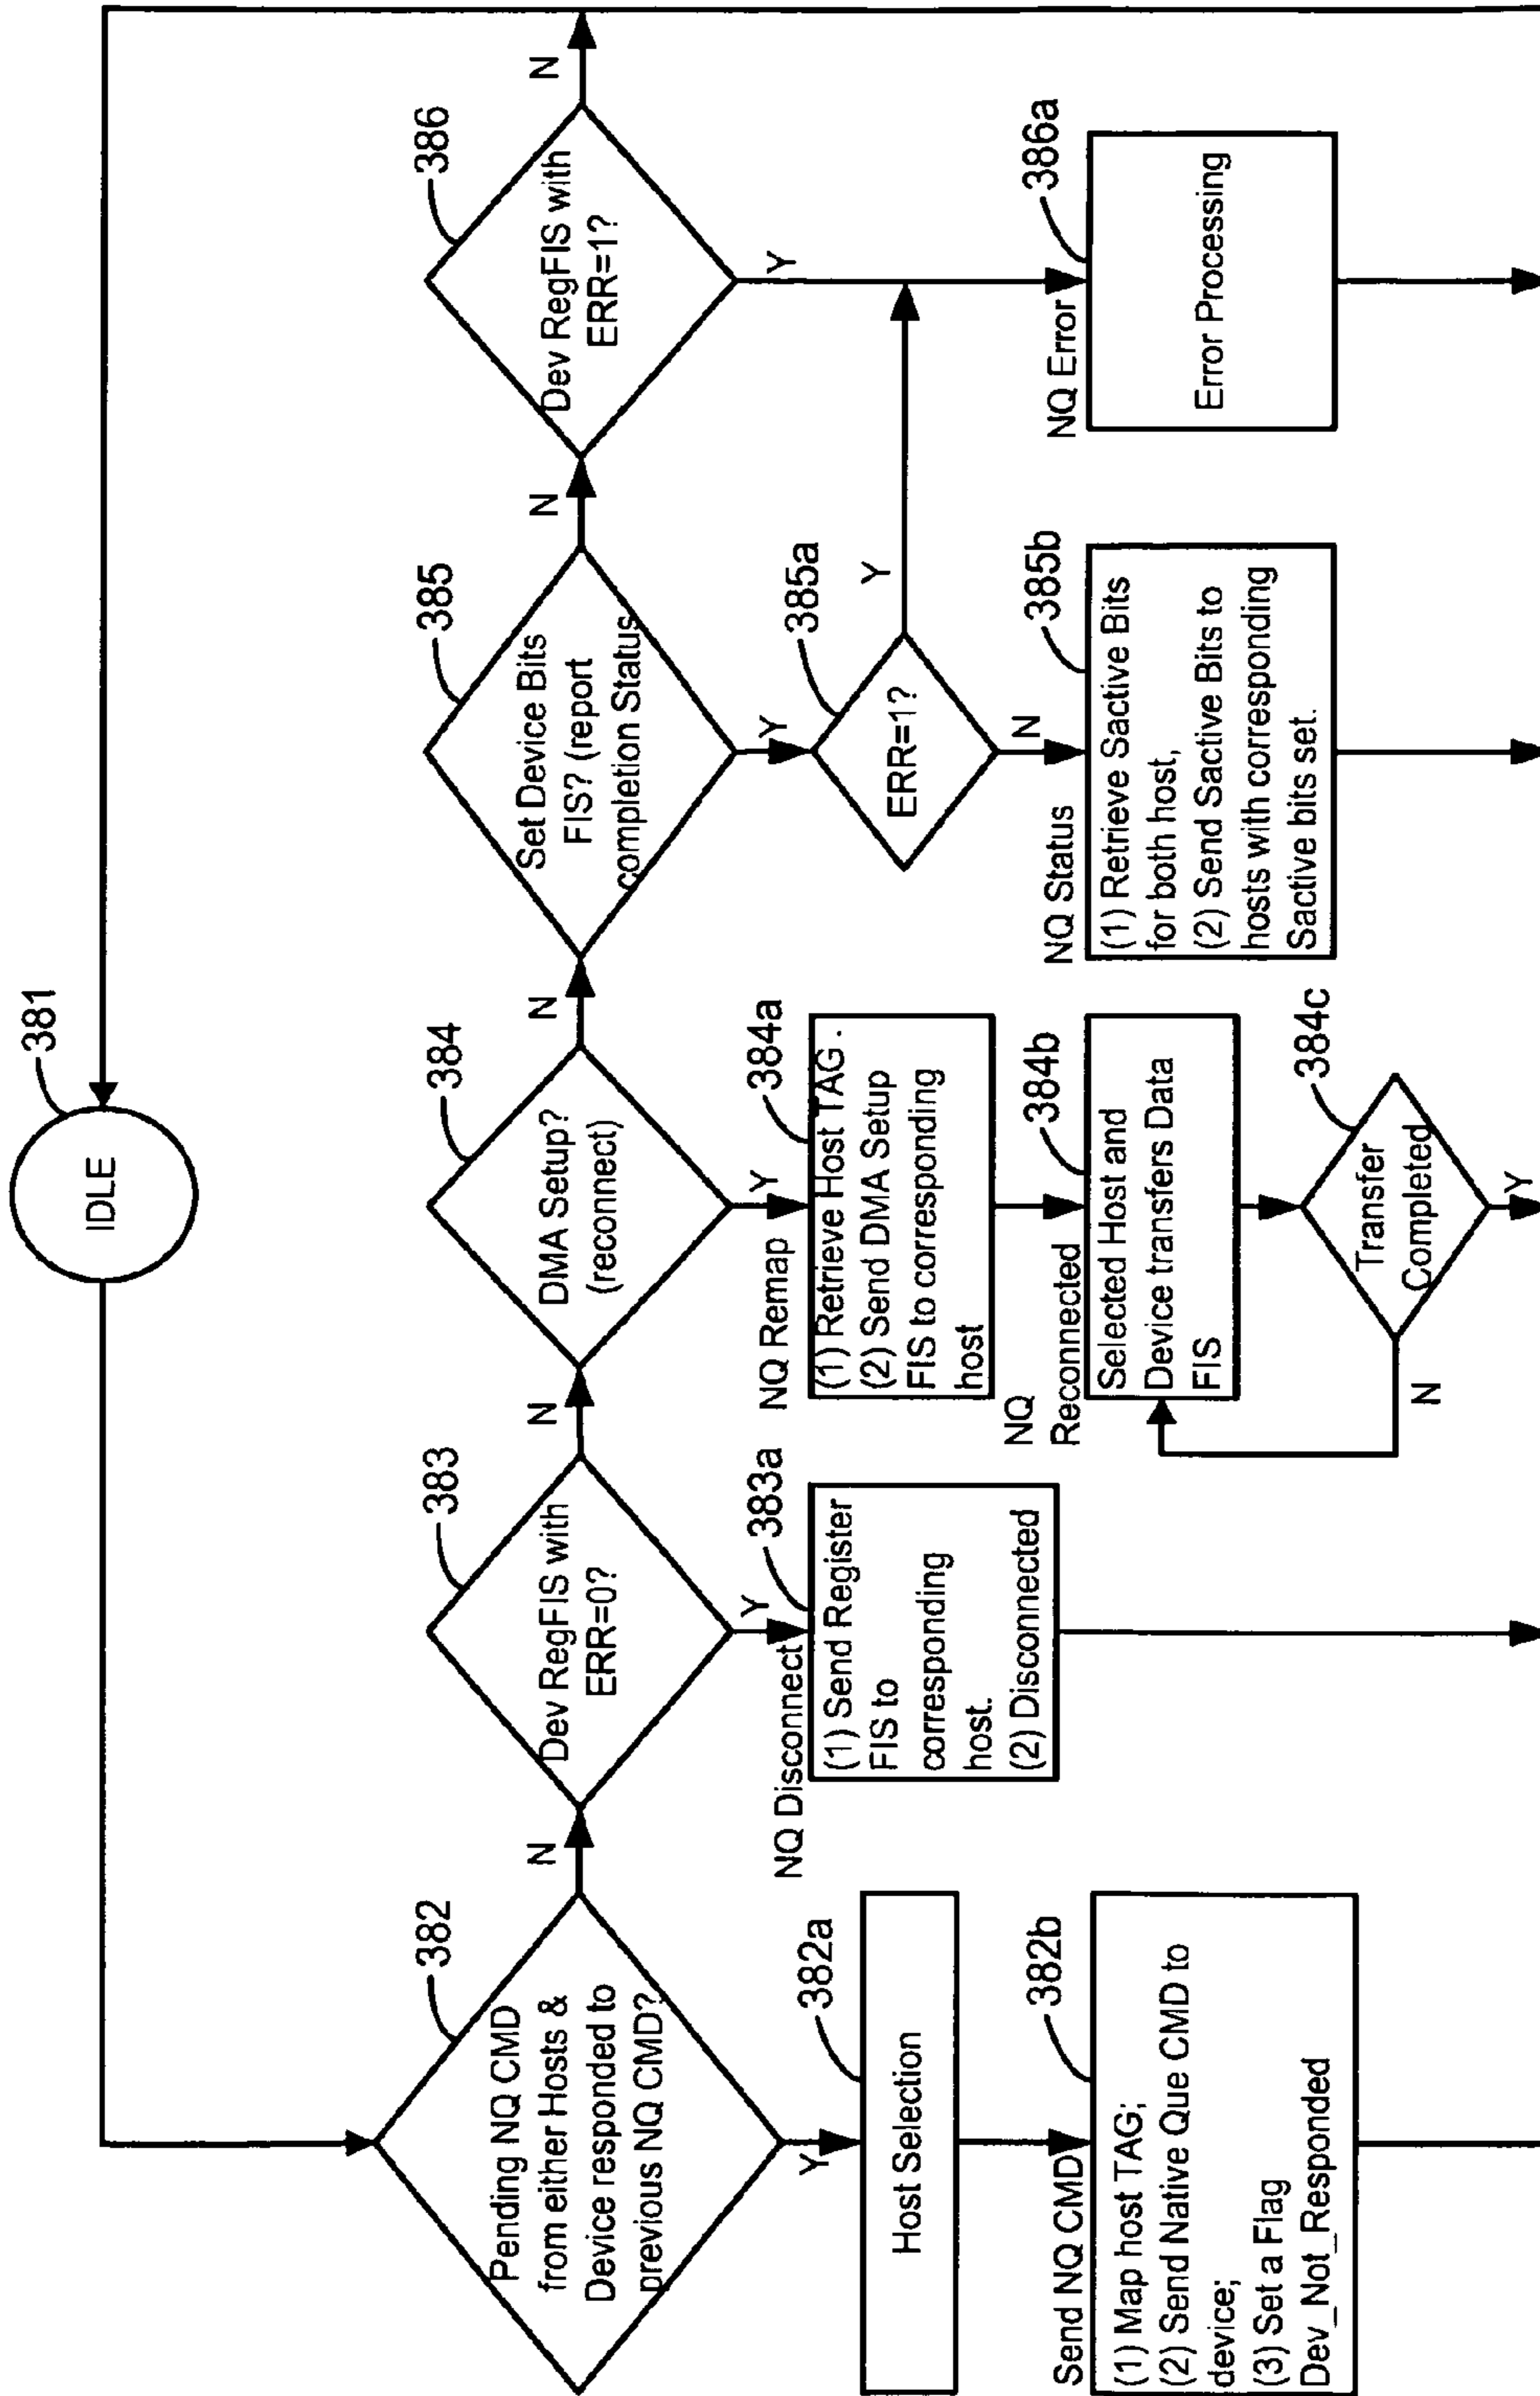 381
IDLE
382
Pending NQ CMD
from either Hosts &
Device responded to
previous NQ CMD?
N
Y
382a
Host Selection
382b
Send NQ CMD
(1) Map host TAG;
(2) Send Native Que CMD to
device;
(3) Set a Flag
Dev_Not_Responded
383
Dev RegFIS with
ERR=0?
N
Y
383a
NQ Disconnect
(1) Send Register
FIS to
corresponding
host.
(2) Disconnected
384
DMA Setup?
(reconnect)
N
Y
384a
NQ Remap
(1) Retrieve Host TAG.
(2) Send DMA Setup
FIS to corresponding
host
384b
NQ
Reconnected
Selected Host and
Device transfers Data
FIS
384c
Transfer
Completed
N
Y
385
Set Device Bits
FIS? (report
completion Status
N
Y
385a
ERR=1?
Y
N
385b
NQ Status
(1) Retrieve Sactive Bits
for both host,
(2) Send Sactive Bits to
hosts with corresponding
Sactive bits set.
386
Dev RegFIS with
ERR=1?
N
Y
386a
NQ Error
Error Processing